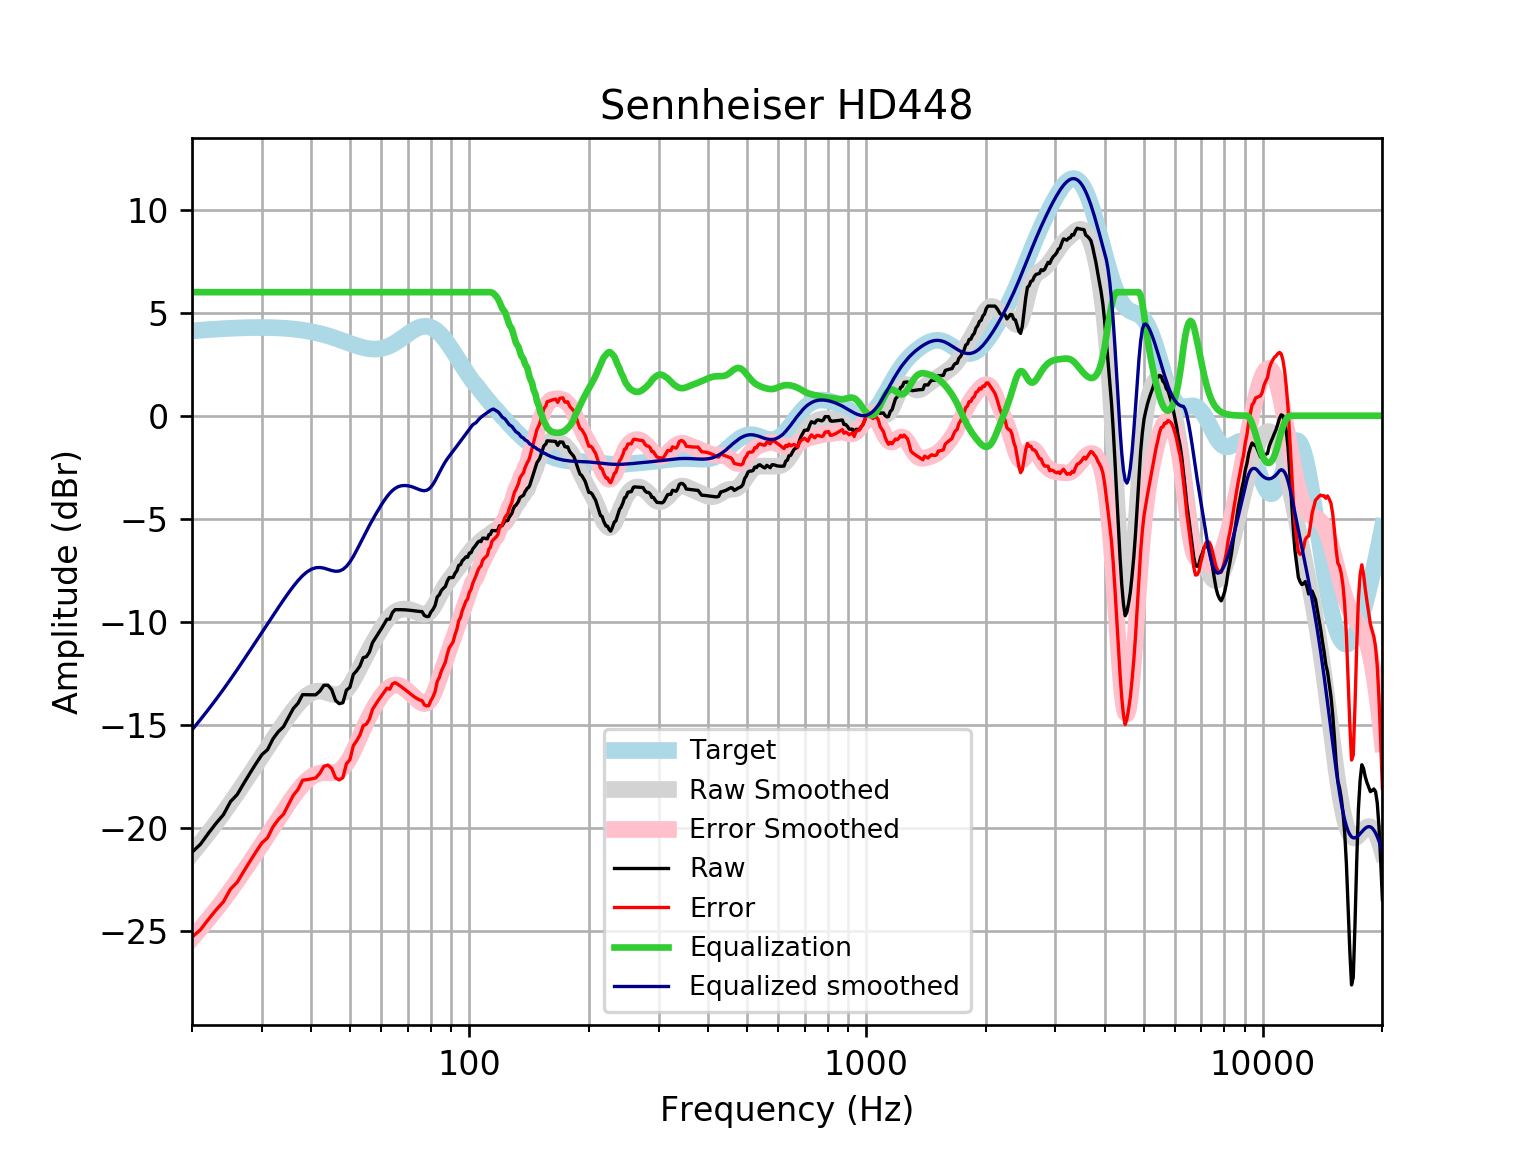 Sennheiser HD448
10
5
0
−5
−10
−15
−20
−25
Amplitude (dBr)
Target
Raw Smoothed
Error Smoothed
Raw
Error
Equalization
Equalized smoothed
100
1000
10000
Frequency (Hz)